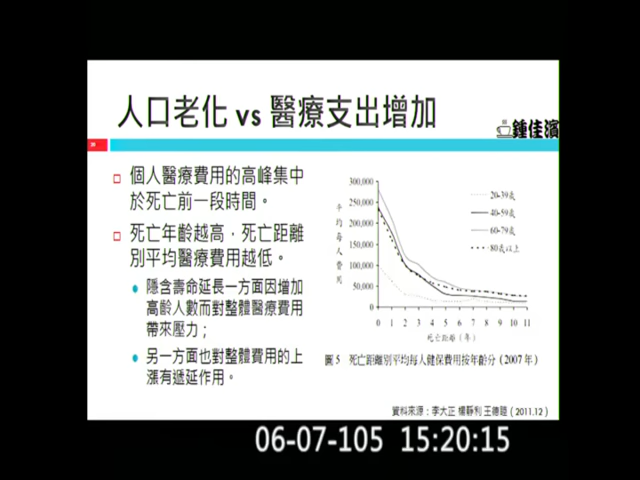 人口老化 vs 醫療支出增加
鍾佳濱
個人醫療費用的高峰集中
於死亡前一段時間。
死亡年齡越高，死亡距離
別平均醫療費用越低。
隱含壽命延長一方面因增加
高齡人數而對整體醫療費用
帶來壓力；
另一方面也對整體費用的上
漲有遞延作用。
平均每人費用
300,000
250,000
200,000
150,000
100,000
50,000
0
20-39歲
40-59歲
60-79歲
80歲以上
0 1 2 3 4 5 6 7 8 9 10 11
死亡距離（年）
圖 5 死亡距離別平均每人健保費用按年齡分（2007 年）
資料來源：李大正 楊靜利 王德睦（2011.12）
06-07-105 15:20:15